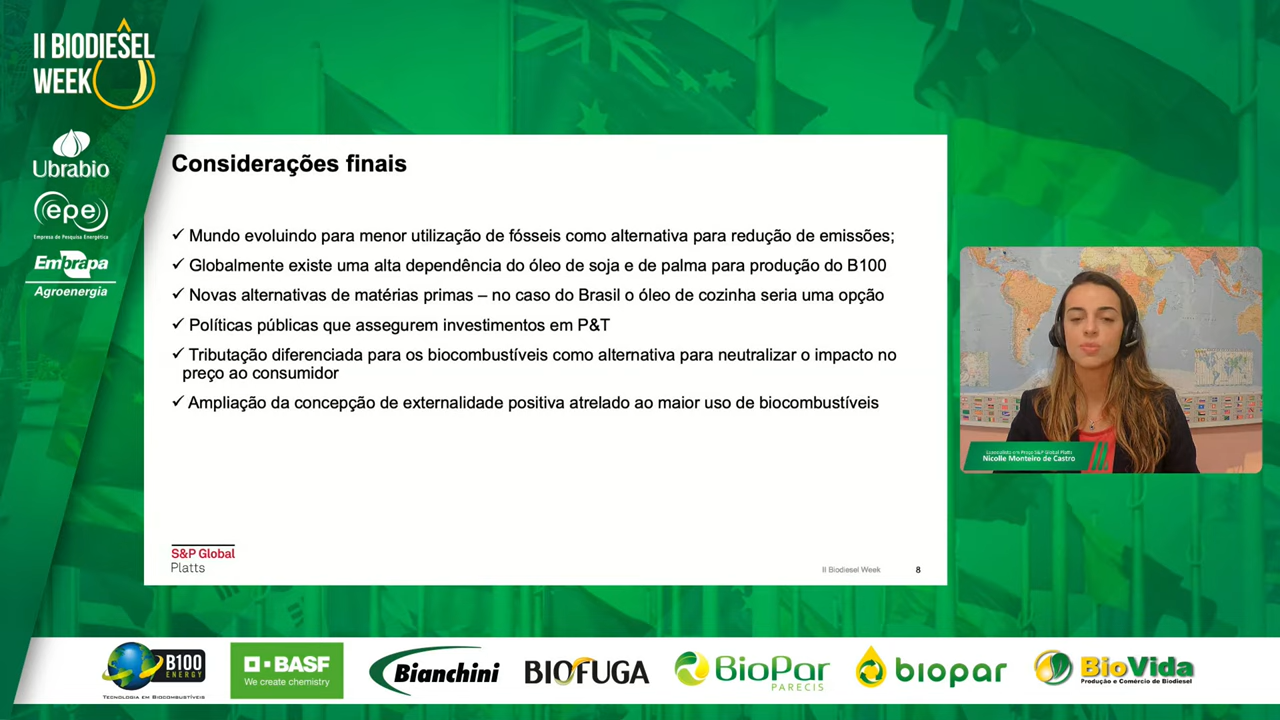 II BIODIESEL
WEEK
Ubrabio
epe
Empresa de Pesquisa Energética
Embrapa
Agroenergia
Considerações finais
✓ Mundo evoluindo para menor utilização de fósseis como alternativa para redução de emissões;
✓ Globalmente existe uma alta dependência do óleo de soja e de palma para produção do B100
✓ Novas alternativas de matérias primas – no caso do Brasil o óleo de cozinha seria uma opção
✓ Políticas públicas que assegurem investimentos em P&T
✓ Tributação diferenciada para os biocombustíveis como alternativa para neutralizar o impacto no
preço ao consumidor
✓ Ampliação da concepção de externalidade positiva atrelado ao maior uso de biocombustíveis
S&P Global
Platts
II Biodiesel Week
8
Especialista em Preço S&P Global Platts
Nicolle Monteiro de Castro
B100
ENERGY
TECNOLOGIA EM BIOCOMBUSTÍVEIS
BASF
We create chemistry
Bianchini
BIOFUGA
BioPar
PARECIS
biopar
BioVida
Produção e Comércio de Biodiesel